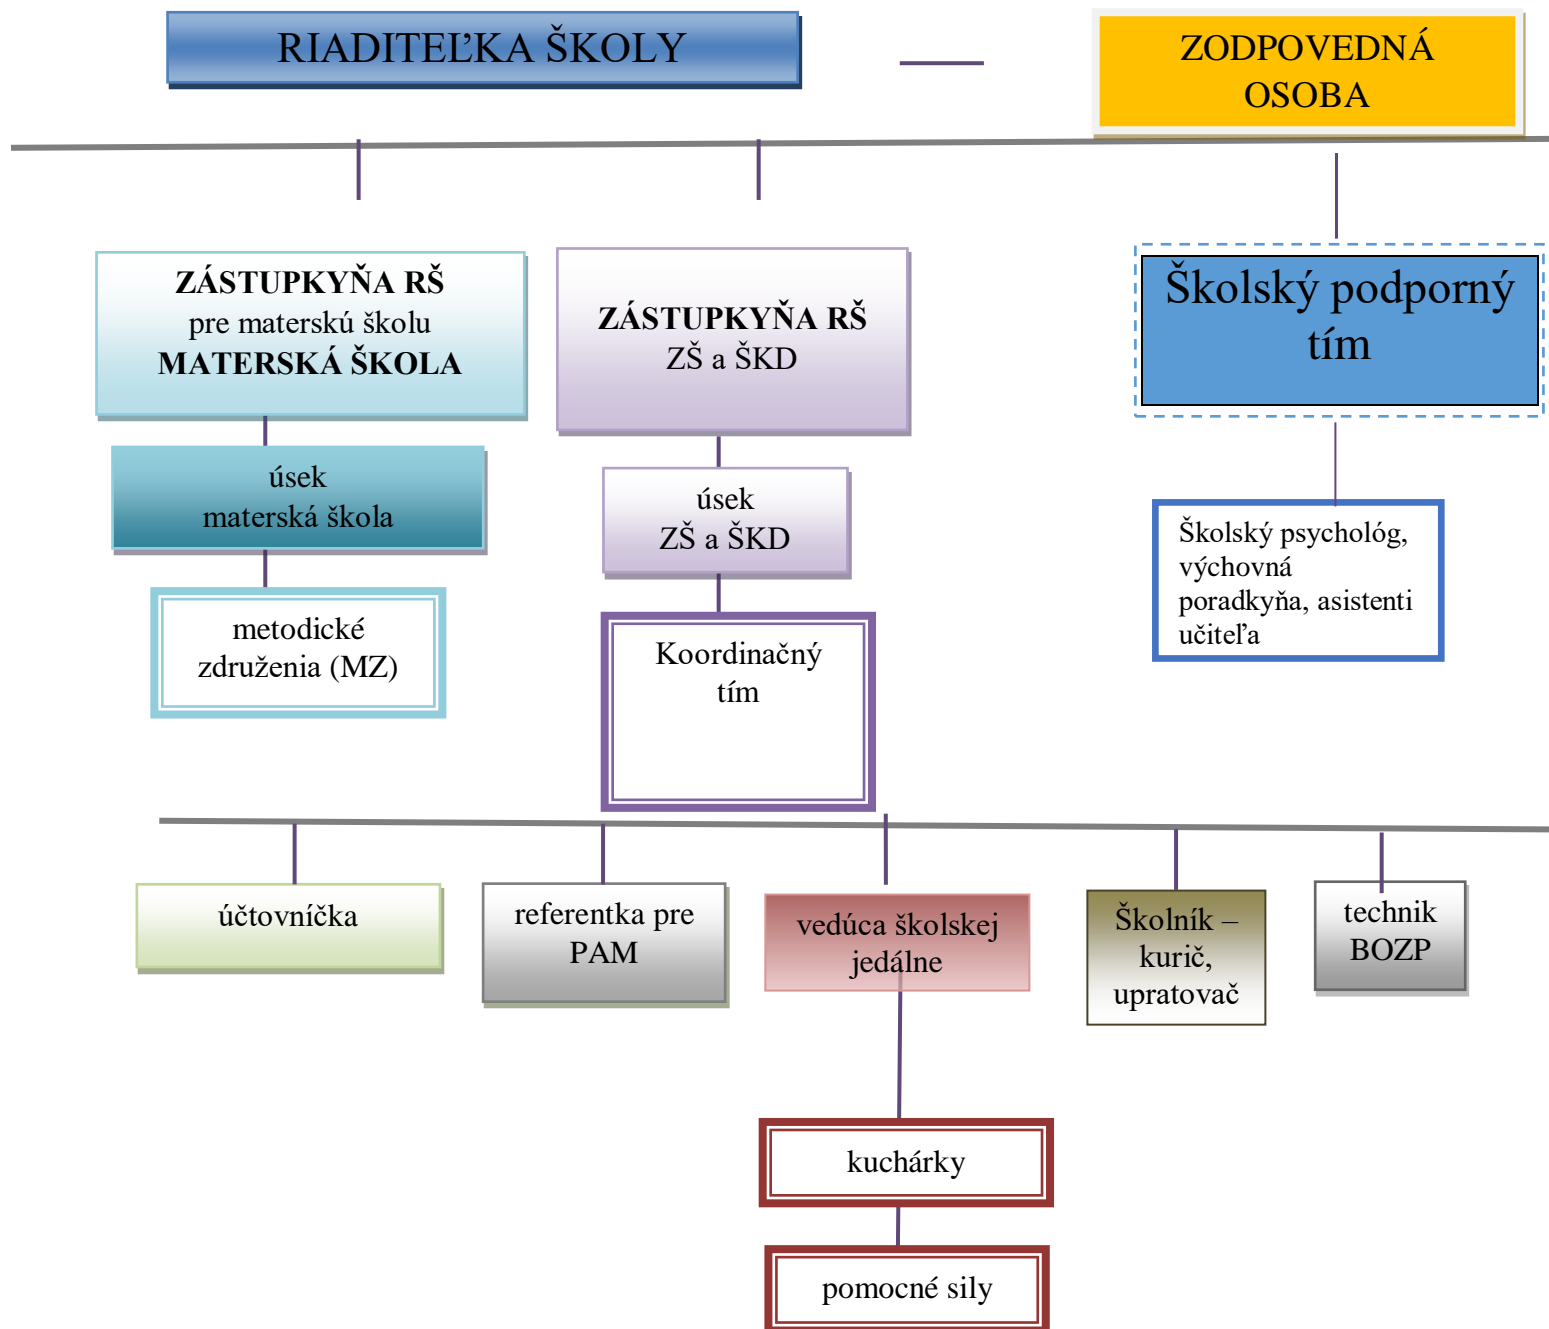 RIADITEĽKA ŠKOLY
ZODPOVEDNÁ
OSOBA
ZÁSTUPKYŇA RŠ
pre materskú školu
MATERSKÁ ŠKOLA
ZÁSTUPKYŇA RŠ
ZŠ a ŠKD
Školský podporný
tím
úsek
materská škola
úsek
ZŠ a ŠKD
Školský psychológ,
výchovná
poradkyňa, asistenti
učiteľa
metodické
združenia (MZ)
Koordinačný
tím
účtovníčka
referentka pre
PAM
vedúca školskej
jedálne
Školník –
kurič,
upratovač
technik
BOZP
kuchárky
pomocné sily